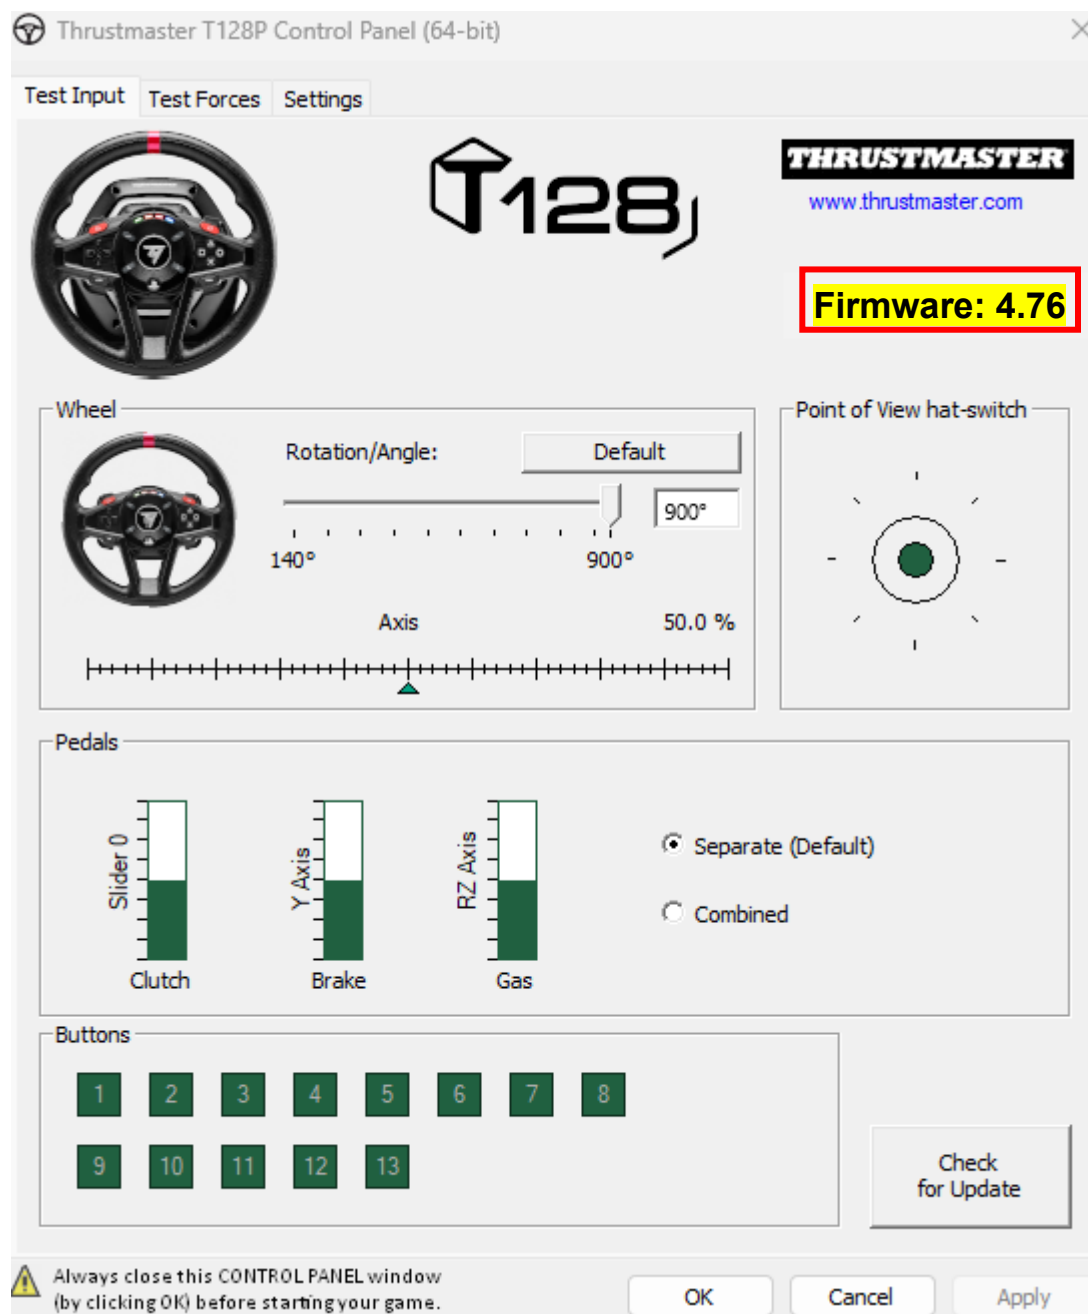 Thrustmaster T128P Control Panel (64-bit)
Test Input Test Forces Settings
T128
THRUSTMASTER
www.thrustmaster.com
Firmware: 4.76
Wheel
Rotation/Angle: Default
900°
140° 900°
Axis 50.0 %
Point of View hat-switch
Pedals
Slider 0
Clutch
Y Axis
Brake
RZ Axis
Gas
Separate (Default)
Combined
Buttons
1 2 3 4 5 6 7 8
9 10 11 12 13
Check
for Update
Always close this CONTROL PANEL window
(by clicking OK) before starting your game.
OK Cancel Apply